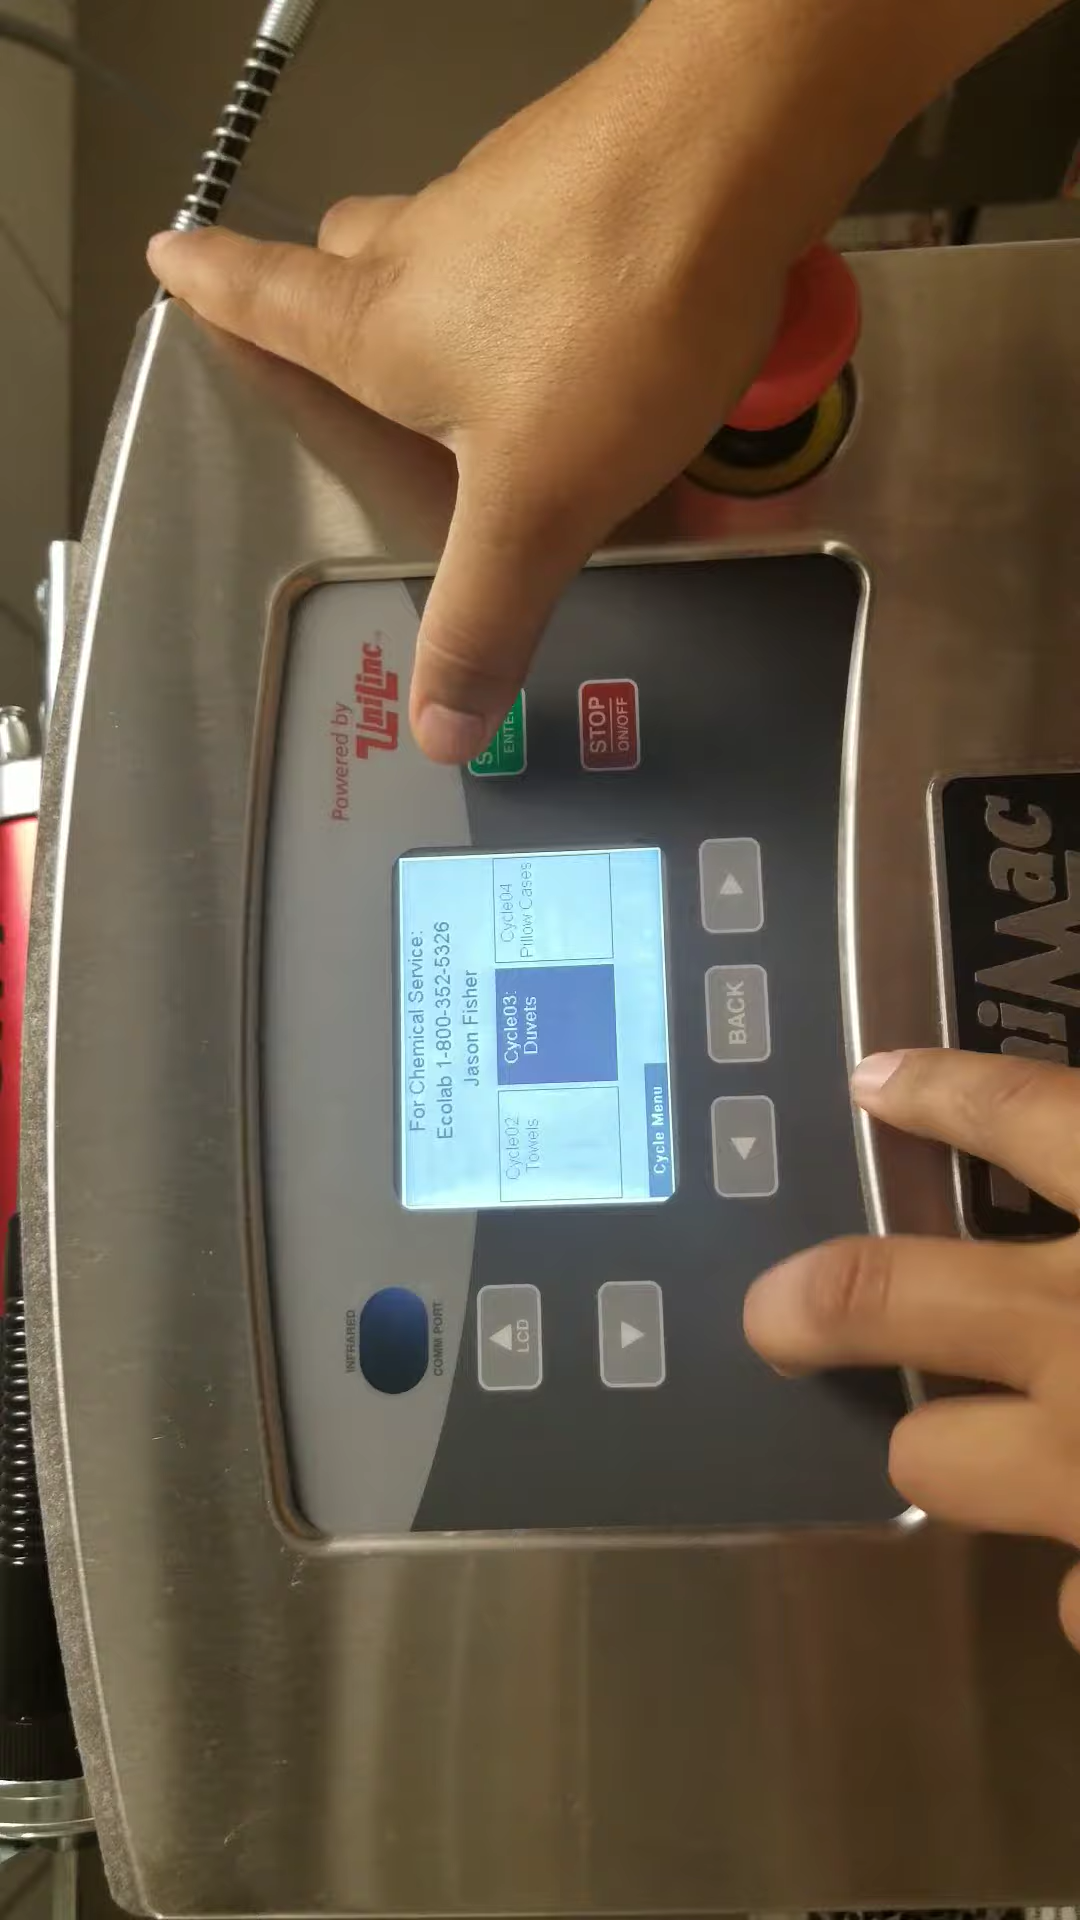 Powered by
UniLinc
INFRARED
COMM PORT
For Chemical Service:
Ecolab 1-800-352-5326
Jason Fisher
Cycle02
Towels
Cycle03:
Duvets
Cycle04
Pillow Cases
Cycle Menu
LCD
BACK
STOP
ON/OFF